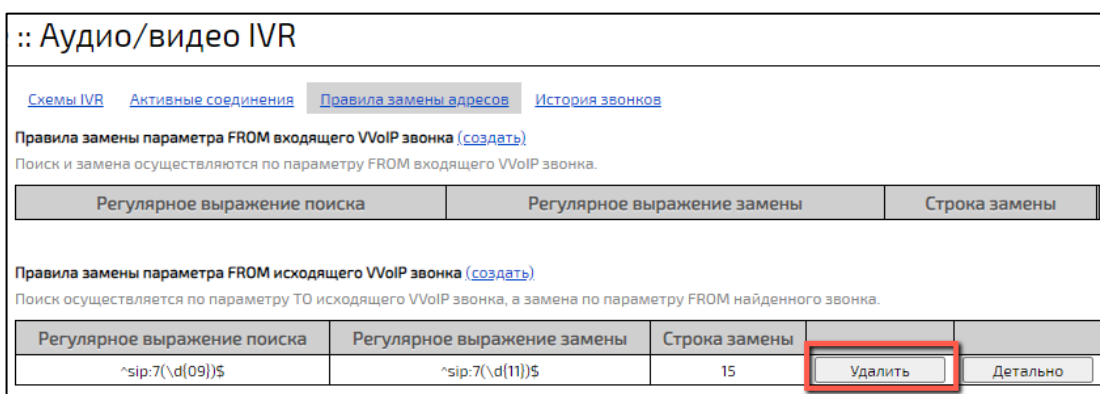 :: Аудио/видео IVR
Схемы IVR Активные соединения Правила замены адресов История звонков
Правила замены параметра FROM входящего VVoIP звонка (создать)
Поиск и замена осуществляются по параметру FROM входящего VVoIP звонка.
Регулярное выражение поиска Регулярное выражение замены Строка замены
Правила замены параметра FROM исходящего VVoIP звонка (создать)
Поиск осуществляется по параметру TO исходящего VVoIP звонка, а замена по параметру FROM найденного звонка.
Регулярное выражение поиска Регулярное выражение замены Строка замены
^sip:7(\d{09})$ ^sip:7(\d{11})$ 15 Удалить Детально